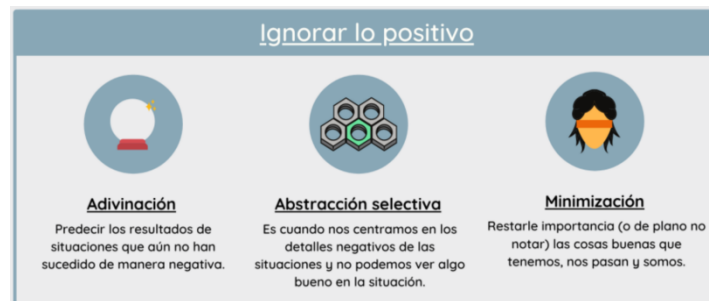 Ignorar lo positivo
Adivinación
Predecir los resultados de
situaciones que aún no han
sucedido de manera negativa.
Abstracción selectiva
Es cuando nos centramos en los
detalles negativos de las
situaciones y no podemos ver algo
bueno en la situación.
Minimización
Restarle importancia (o de plano no
notar) las cosas buenas que
tenemos, nos pasan y somos.